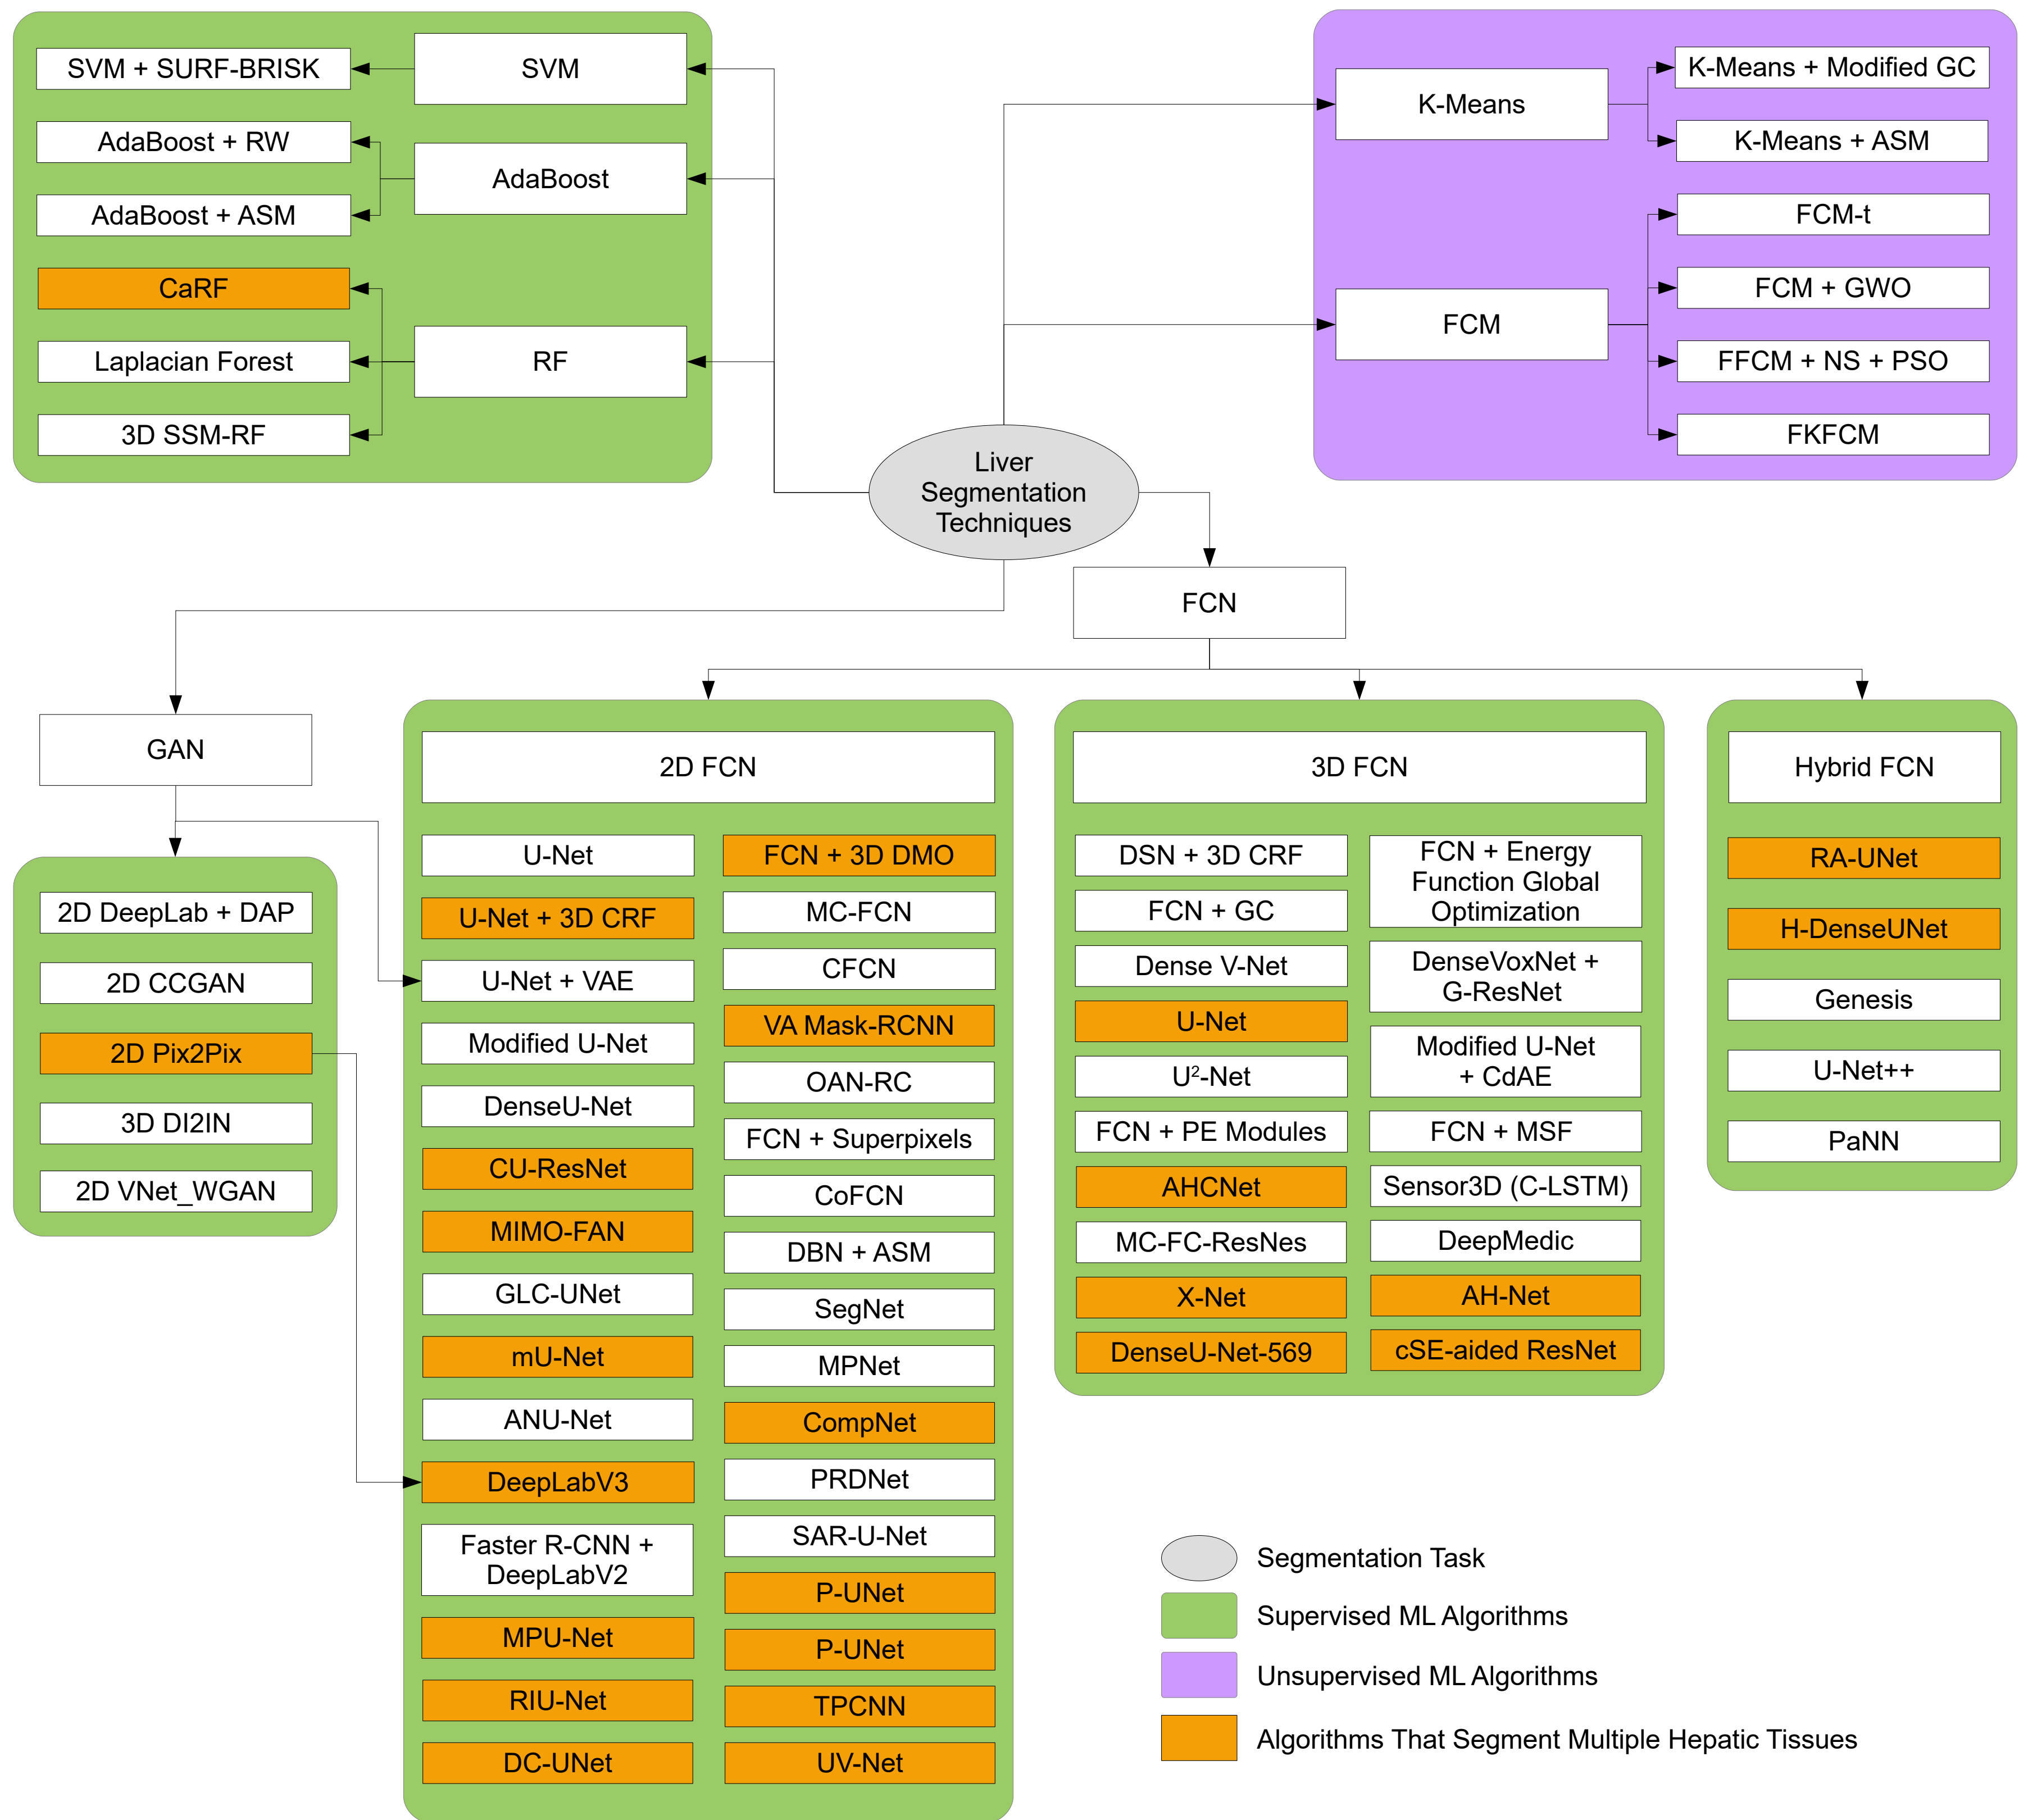 SVM + SURF-BRISK
SVM
AdaBoost + RW
AdaBoost
AdaBoost + ASM
CaRF
Laplacian Forest
RF
3D SSM-RF
K-Means
K-Means + Modified GC
K-Means + ASM
FCM-t
FCM + GWO
FCM
FFCM + NS + PSO
FKFCM
Liver
Segmentation
Techniques
FCN
GAN
2D DeepLab + DAP
2D CCGAN
2D Pix2Pix
3D DI2IN
2D VNet_WGAN
2D FCN
U-Net
U-Net + 3D CRF
U-Net + VAE
Modified U-Net
DenseU-Net
CU-ResNet
MIMO-FAN
GLC-UNet
mU-Net
ANU-Net
DeepLabV3
Faster R-CNN +
DeepLabV2
MPU-Net
RIU-Net
DC-UNet
FCN + 3D DMO
MC-FCN
CFCN
VA Mask-RCNN
OAN-RC
FCN + Superpixels
CoFCN
DBN + ASM
SegNet
MPNet
CompNet
PRDNet
SAR-U-Net
P-UNet
P-UNet
TPCNN
UV-Net
3D FCN
DSN + 3D CRF
FCN + GC
Dense V-Net
U-Net
U²-Net
FCN + PE Modules
AHCNet
MC-FC-ResNes
X-Net
DenseU-Net-569
FCN + Energy
Function Global
Optimization
DenseVoxNet +
G-ResNet
Modified U-Net
+ CdAE
FCN + MSF
Sensor3D (C-LSTM)
DeepMedic
AH-Net
cSE-aided ResNet
Hybrid FCN
RA-UNet
H-DenseUNet
Genesis
U-Net++
PaNN
Segmentation Task
Supervised ML Algorithms
Unsupervised ML Algorithms
Algorithms That Segment Multiple Hepatic Tissues